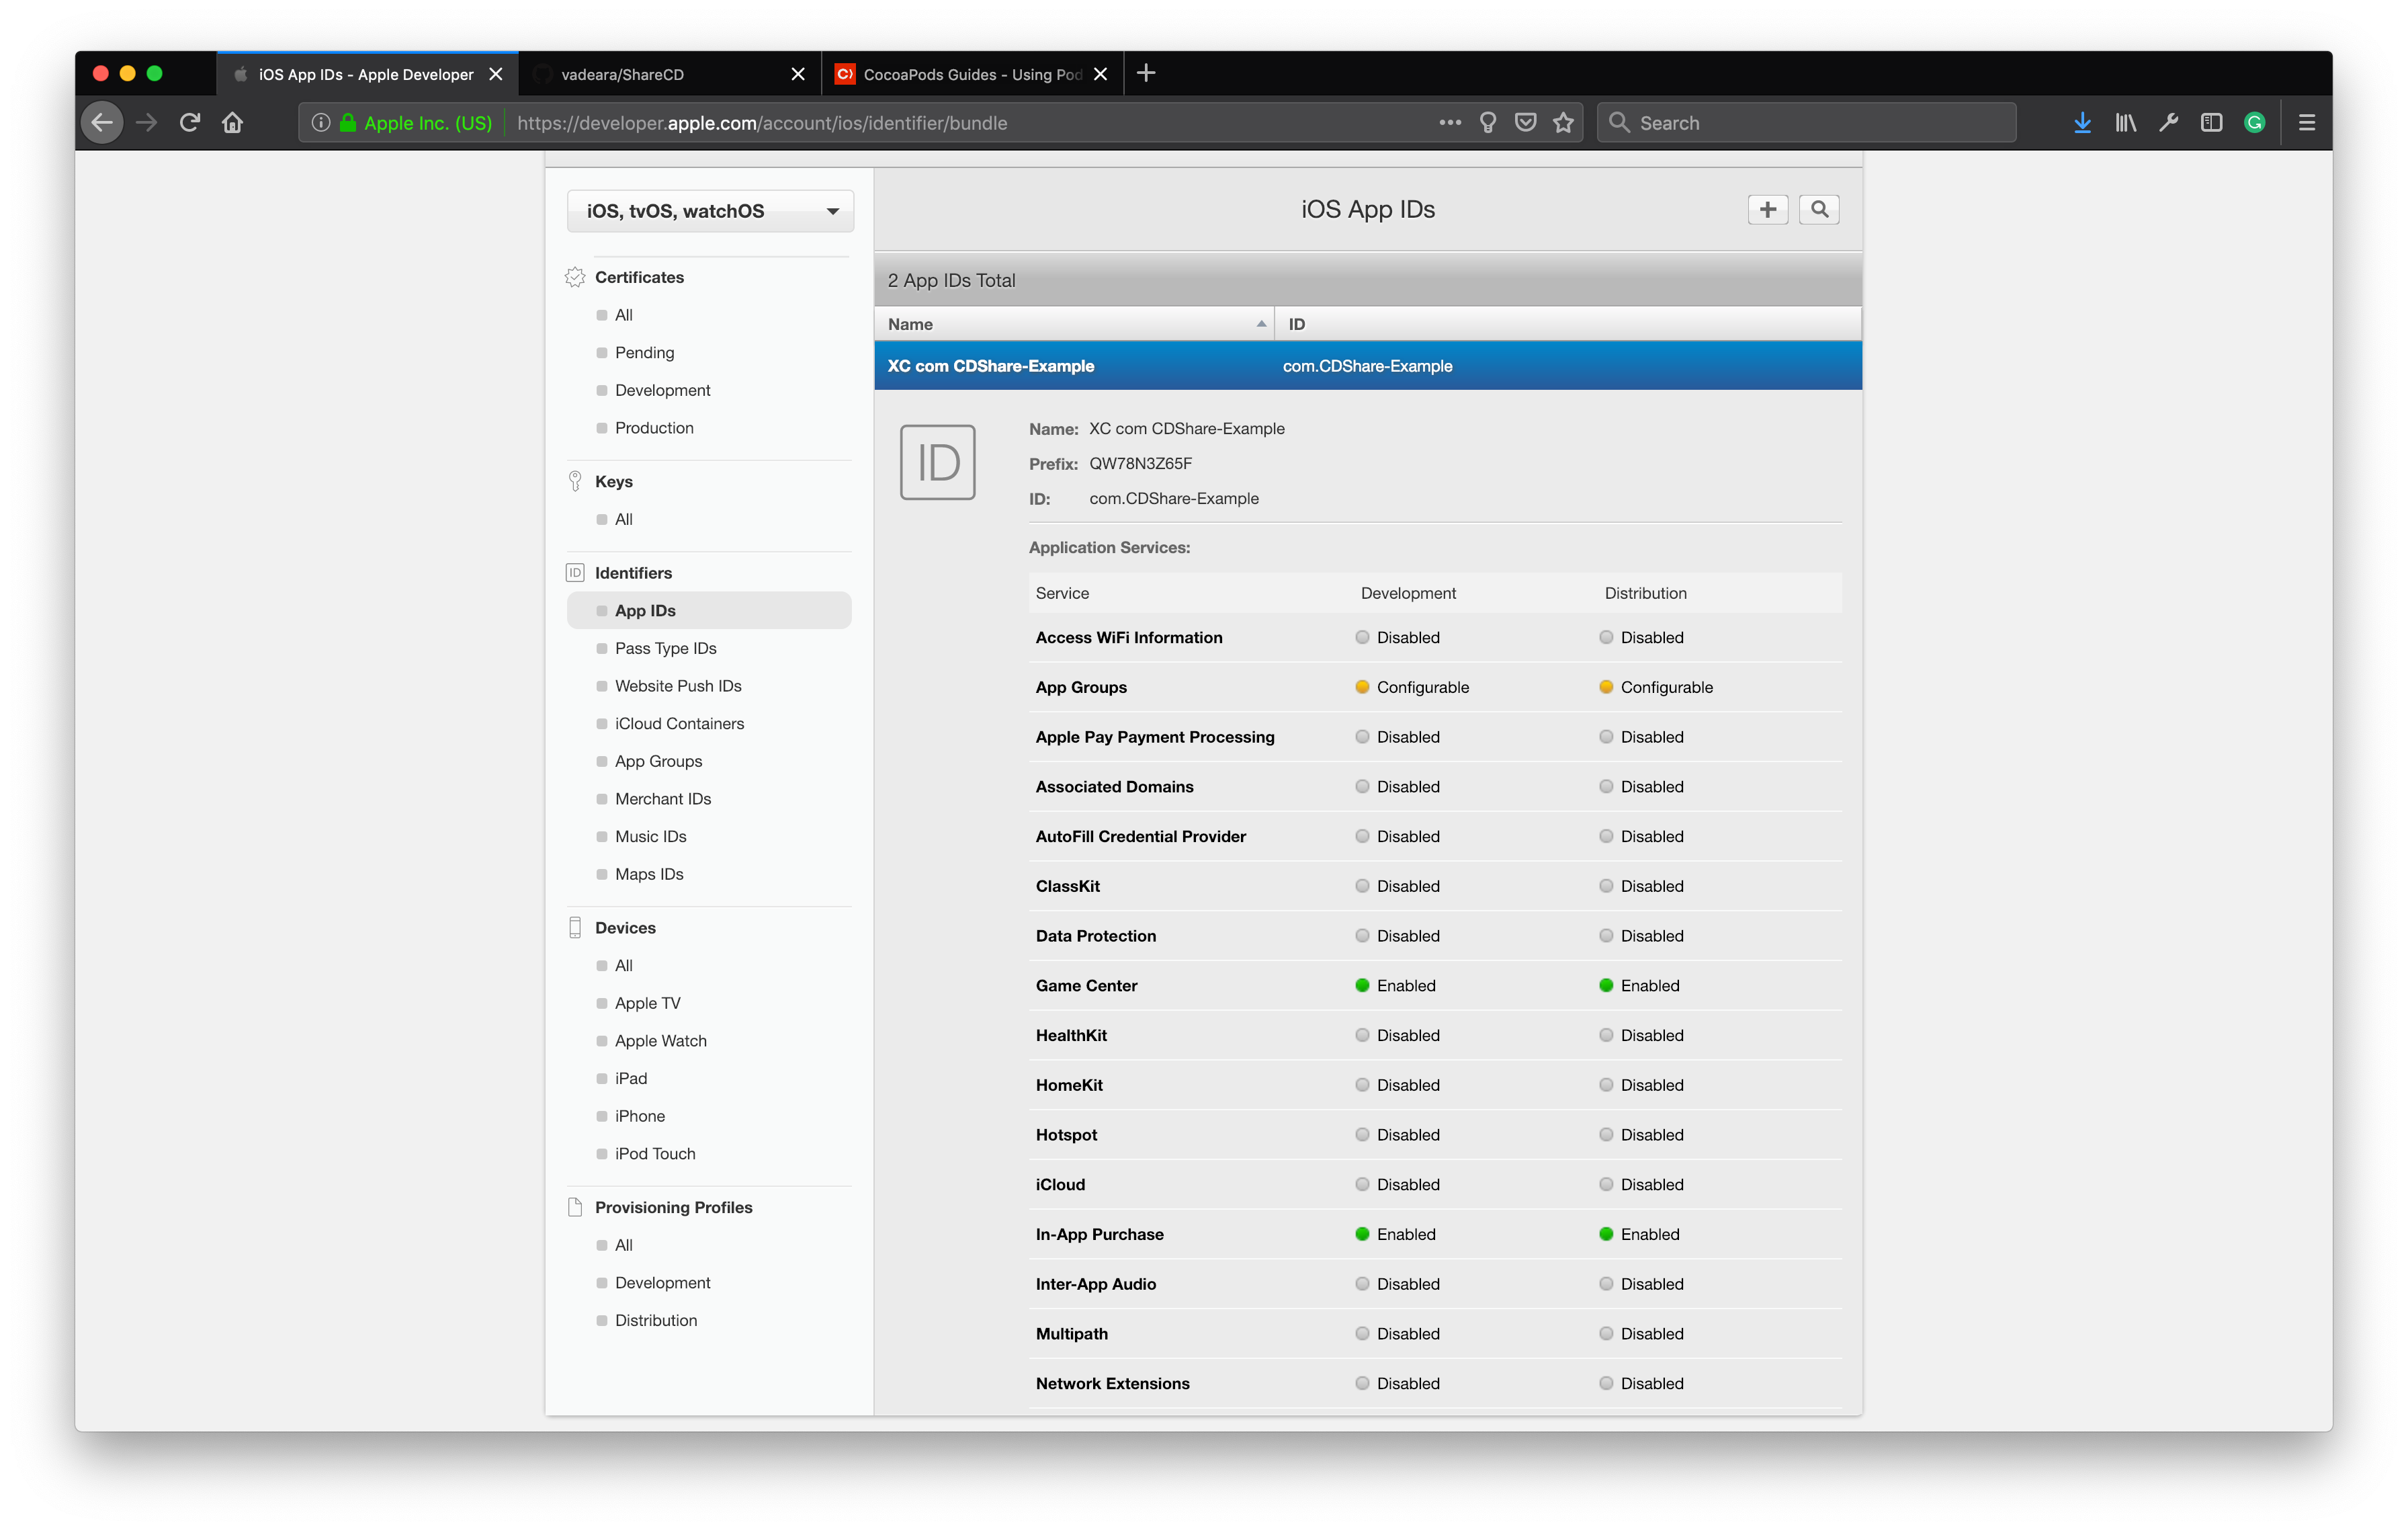 iOS App IDs - Apple Developer
vadeara/ShareCD
CocoaPods Guides - Using Pod
Apple Inc. (US)
https://developer.apple.com/account/ios/identifier/bundle
Search
iOS, tvOS, watchOS
Certificates
All
Pending
Development
Production
Keys
All
ID
Identifiers
App IDs
Pass Type IDs
Website Push IDs
iCloud Containers
App Groups
Merchant IDs
Music IDs
Maps IDs
Devices
All
Apple TV
Apple Watch
iPad
iPhone
iPod Touch
Provisioning Profiles
All
Development
Distribution
iOS App IDs
2 App IDs Total
Name ID
XC com CDShare-Example com.CDShare-Example
ID
Name: XC com CDShare-Example
Prefix: QW78N3Z65F
ID: com.CDShare-Example
Application Services:
Service Development Distribution
Access WiFi Information Disabled Disabled
App Groups Configurable Configurable
Apple Pay Payment Processing Disabled Disabled
Associated Domains Disabled Disabled
AutoFill Credential Provider Disabled Disabled
ClassKit Disabled Disabled
Data Protection Disabled Disabled
Game Center Enabled Enabled
HealthKit Disabled Disabled
HomeKit Disabled Disabled
Hotspot Disabled Disabled
iCloud Disabled Disabled
In-App Purchase Enabled Enabled
Inter-App Audio Disabled Disabled
Multipath Disabled Disabled
Network Extensions Disabled Disabled